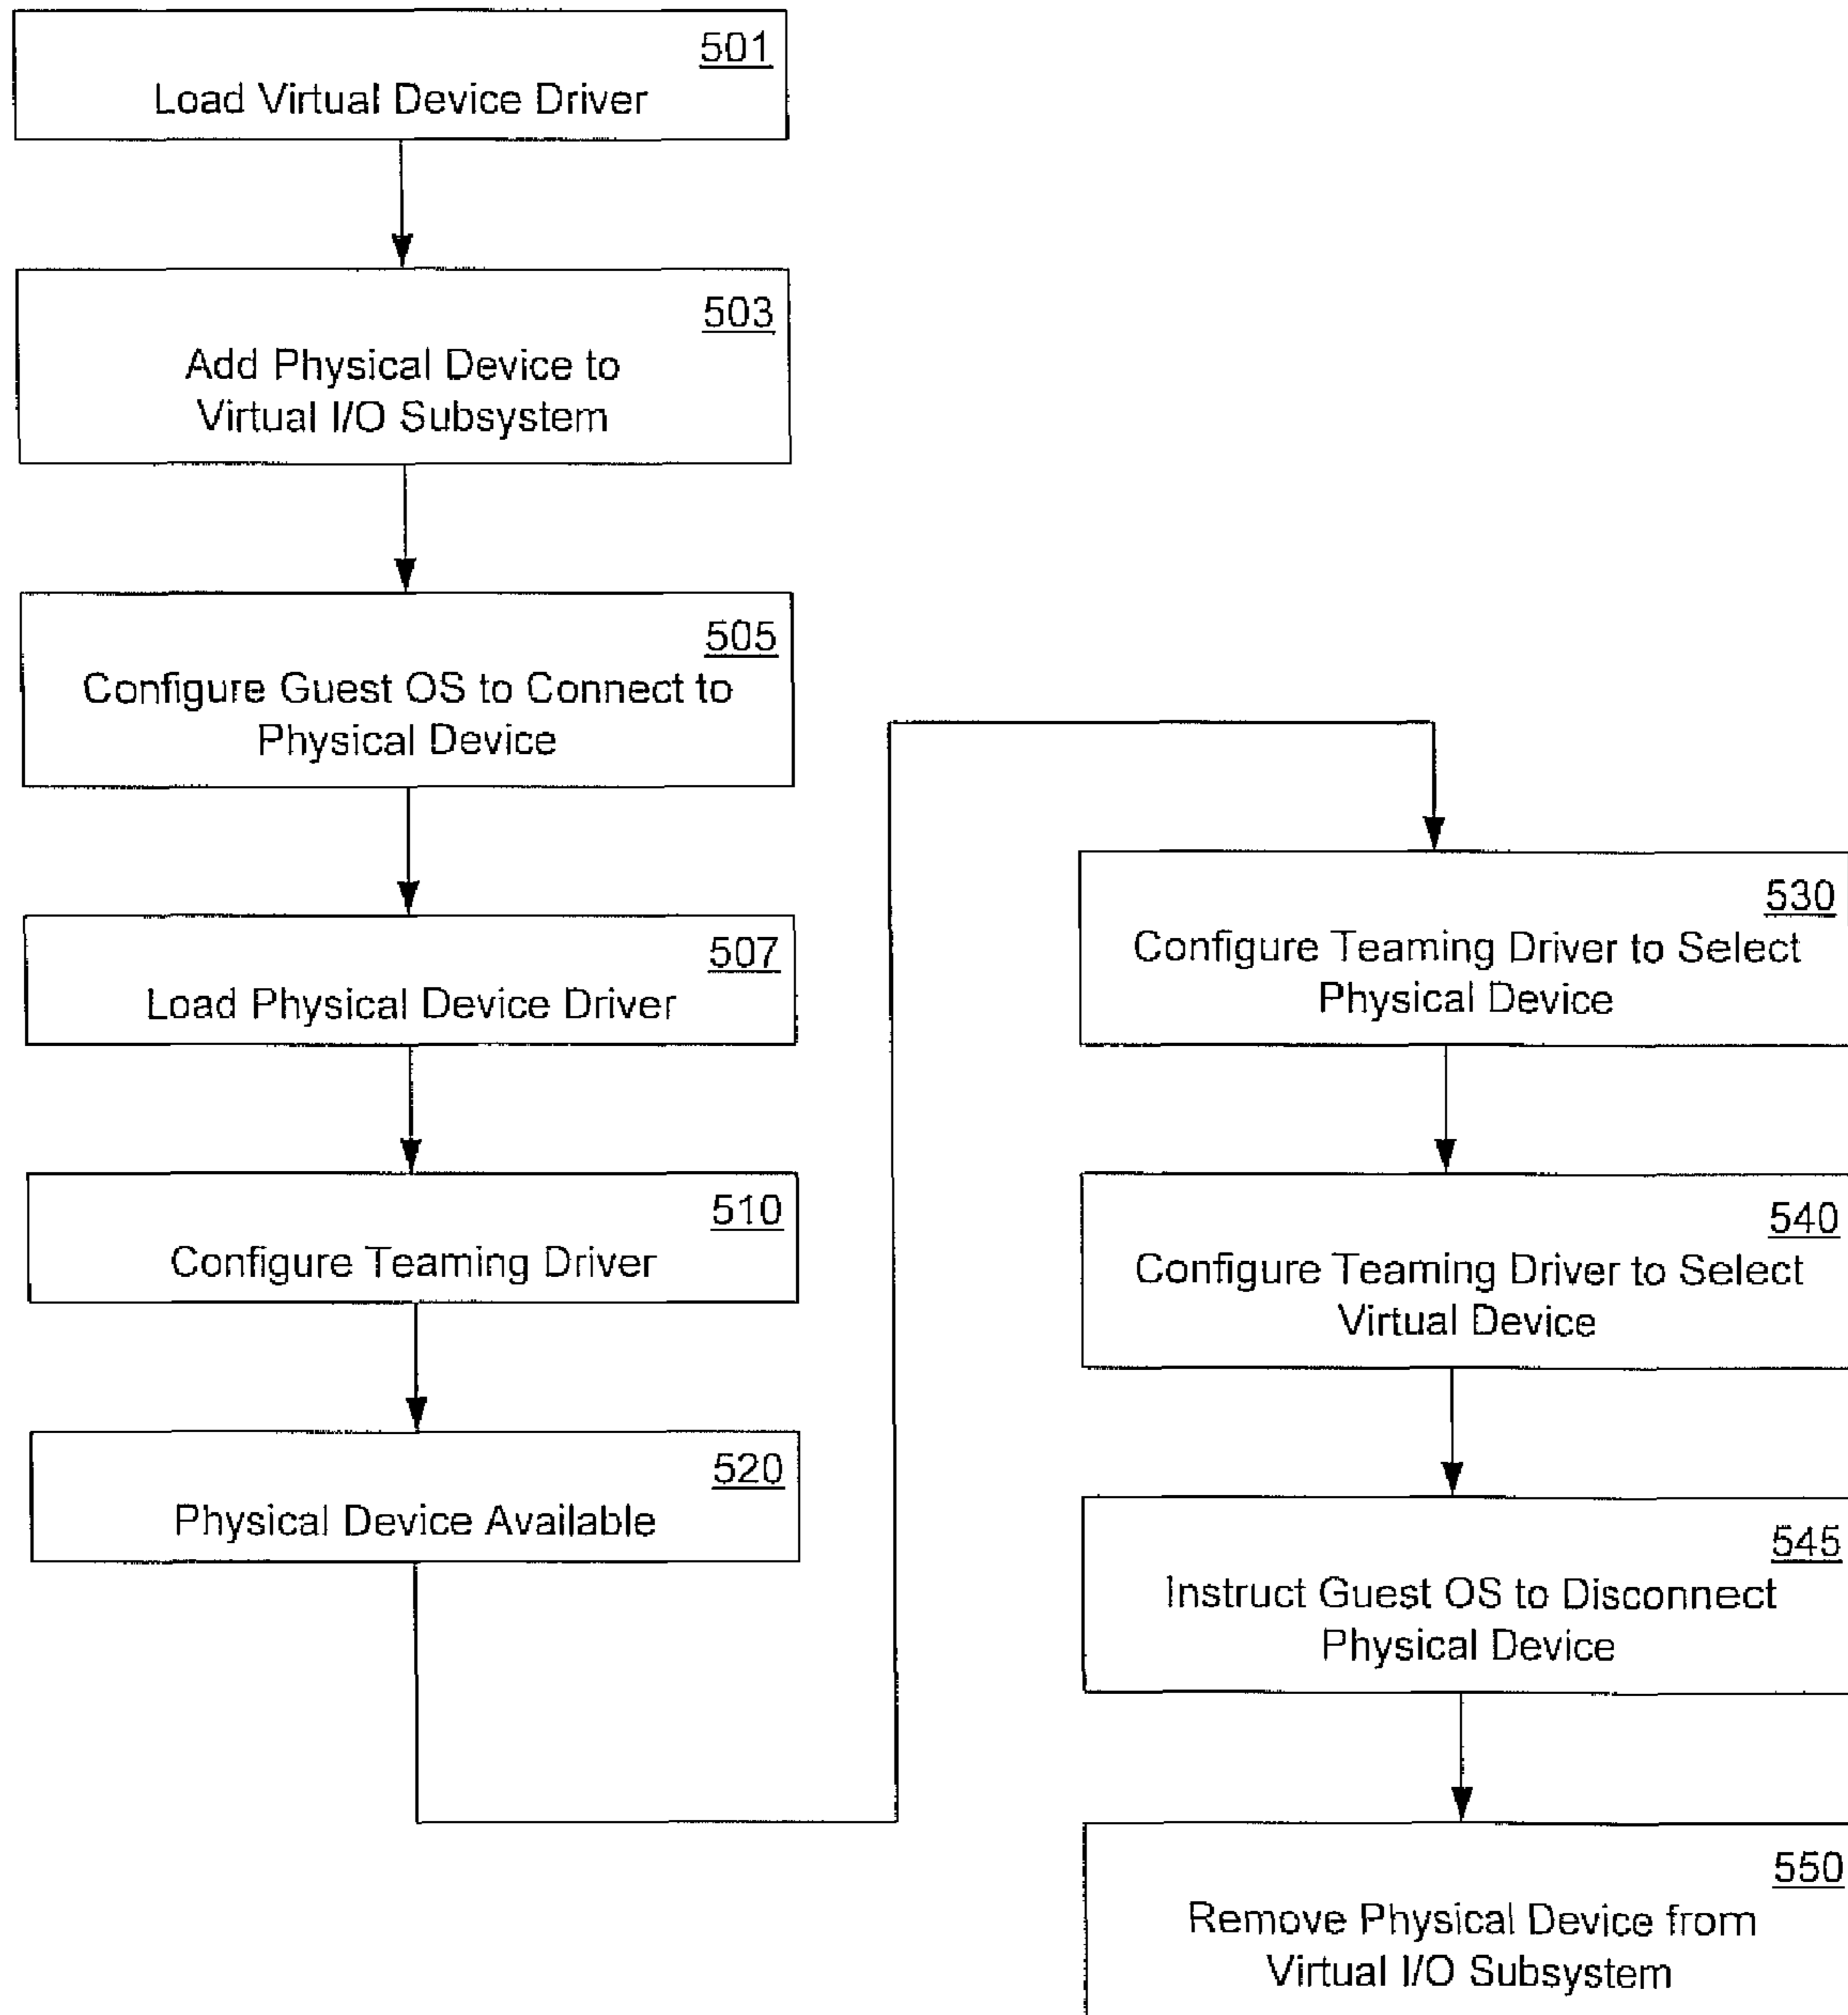 501
Load Virtual Device Driver
503
Add Physical Device to
Virtual I/O Subsystem
505
Configure Guest OS to Connect to
Physical Device
507
Load Physical Device Driver
510
Configure Teaming Driver
520
Physical Device Available
530
Configure Teaming Driver to Select
Physical Device
540
Configure Teaming Driver to Select
Virtual Device
545
Instruct Guest OS to Disconnect
Physical Device
550
Remove Physical Device from
Virtual I/O Subsystem